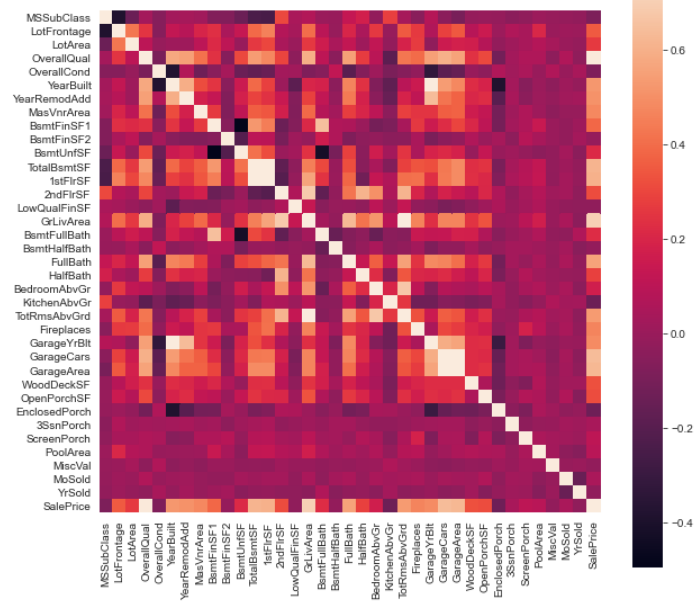 MSSubClass
LotFrontage
LotArea
OverallQual
OverallCond
YearBuilt
YearRemodAdd
MasVnrArea
BsmtFinSF1
BsmtFinSF2
BsmtUnfSF
TotalBsmtSF
1stFlrSF
2ndFlrSF
LowQualFinSF
GrLivArea
BsmtFullBath
BsmtHalfBath
FullBath
HalfBath
BedroomAbvGr
KitchenAbvGr
TotRmsAbvGrd
Fireplaces
GarageYrBlt
GarageCars
GarageArea
WoodDeckSF
OpenPorchSF
EnclosedPorch
3SsnPorch
ScreenPorch
PoolArea
MiscVal
MoSold
YrSold
SalePrice
MSSubClass
LotFrontage
LotArea
OverallQual
OverallCond
YearBuilt
YearRemodAdd
MasVnrArea
BsmtFinSF1
BsmtFinSF2
BsmtUnfSF
TotalBsmtSF
1stFlrSF
2ndFlrSF
LowQualFinSF
GrLivArea
BsmtFullBath
BsmtHalfBath
FullBath
HalfBath
BedroomAbvGr
KitchenAbvGr
TotRmsAbvGrd
Fireplaces
GarageYrBlt
GarageCars
GarageArea
WoodDeckSF
OpenPorchSF
EnclosedPorch
3SsnPorch
ScreenPorch
PoolArea
MiscVal
MoSold
YrSold
SalePrice
0.6
0.4
0.2
0.0
-0.2
-0.4